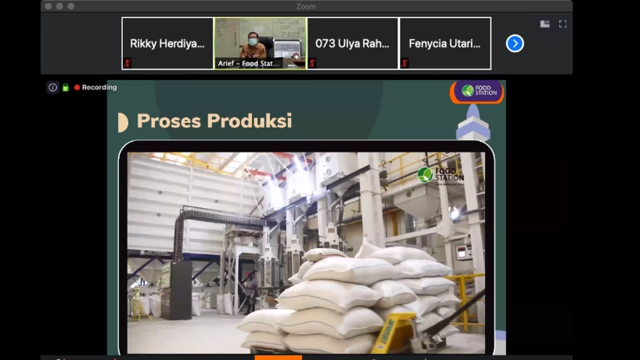 Zoom
Rikky Herdiya...
Arief - Food Stat...
073 Ulya Rah...
Fenycia Utari...
Recording
FOOD
STATION
Proses Produksi
FOOD
STATION